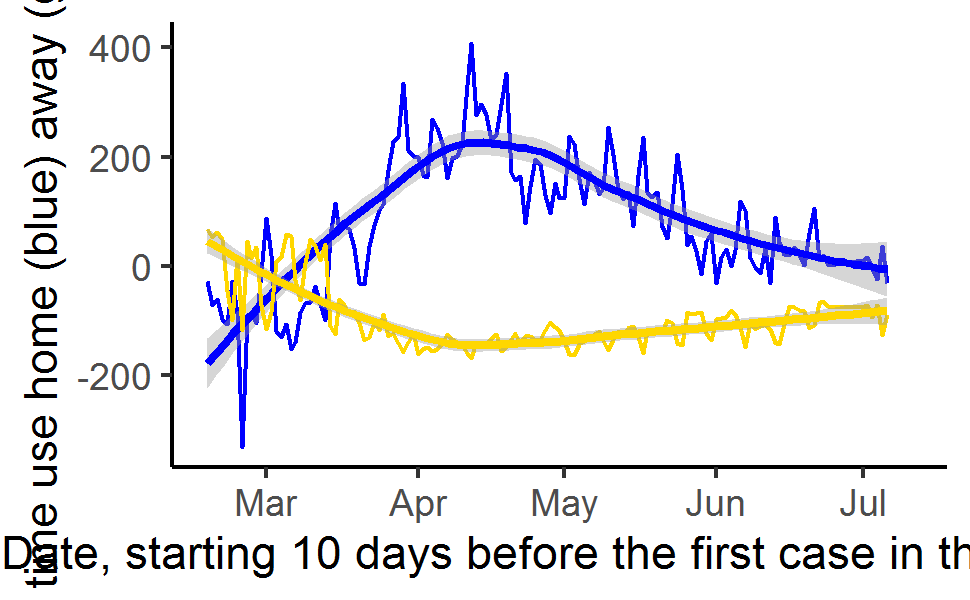 time use home (blue) away (
400
200
0
-200
Mar Apr May Jun Jul
Date, starting 10 days before the first case in th